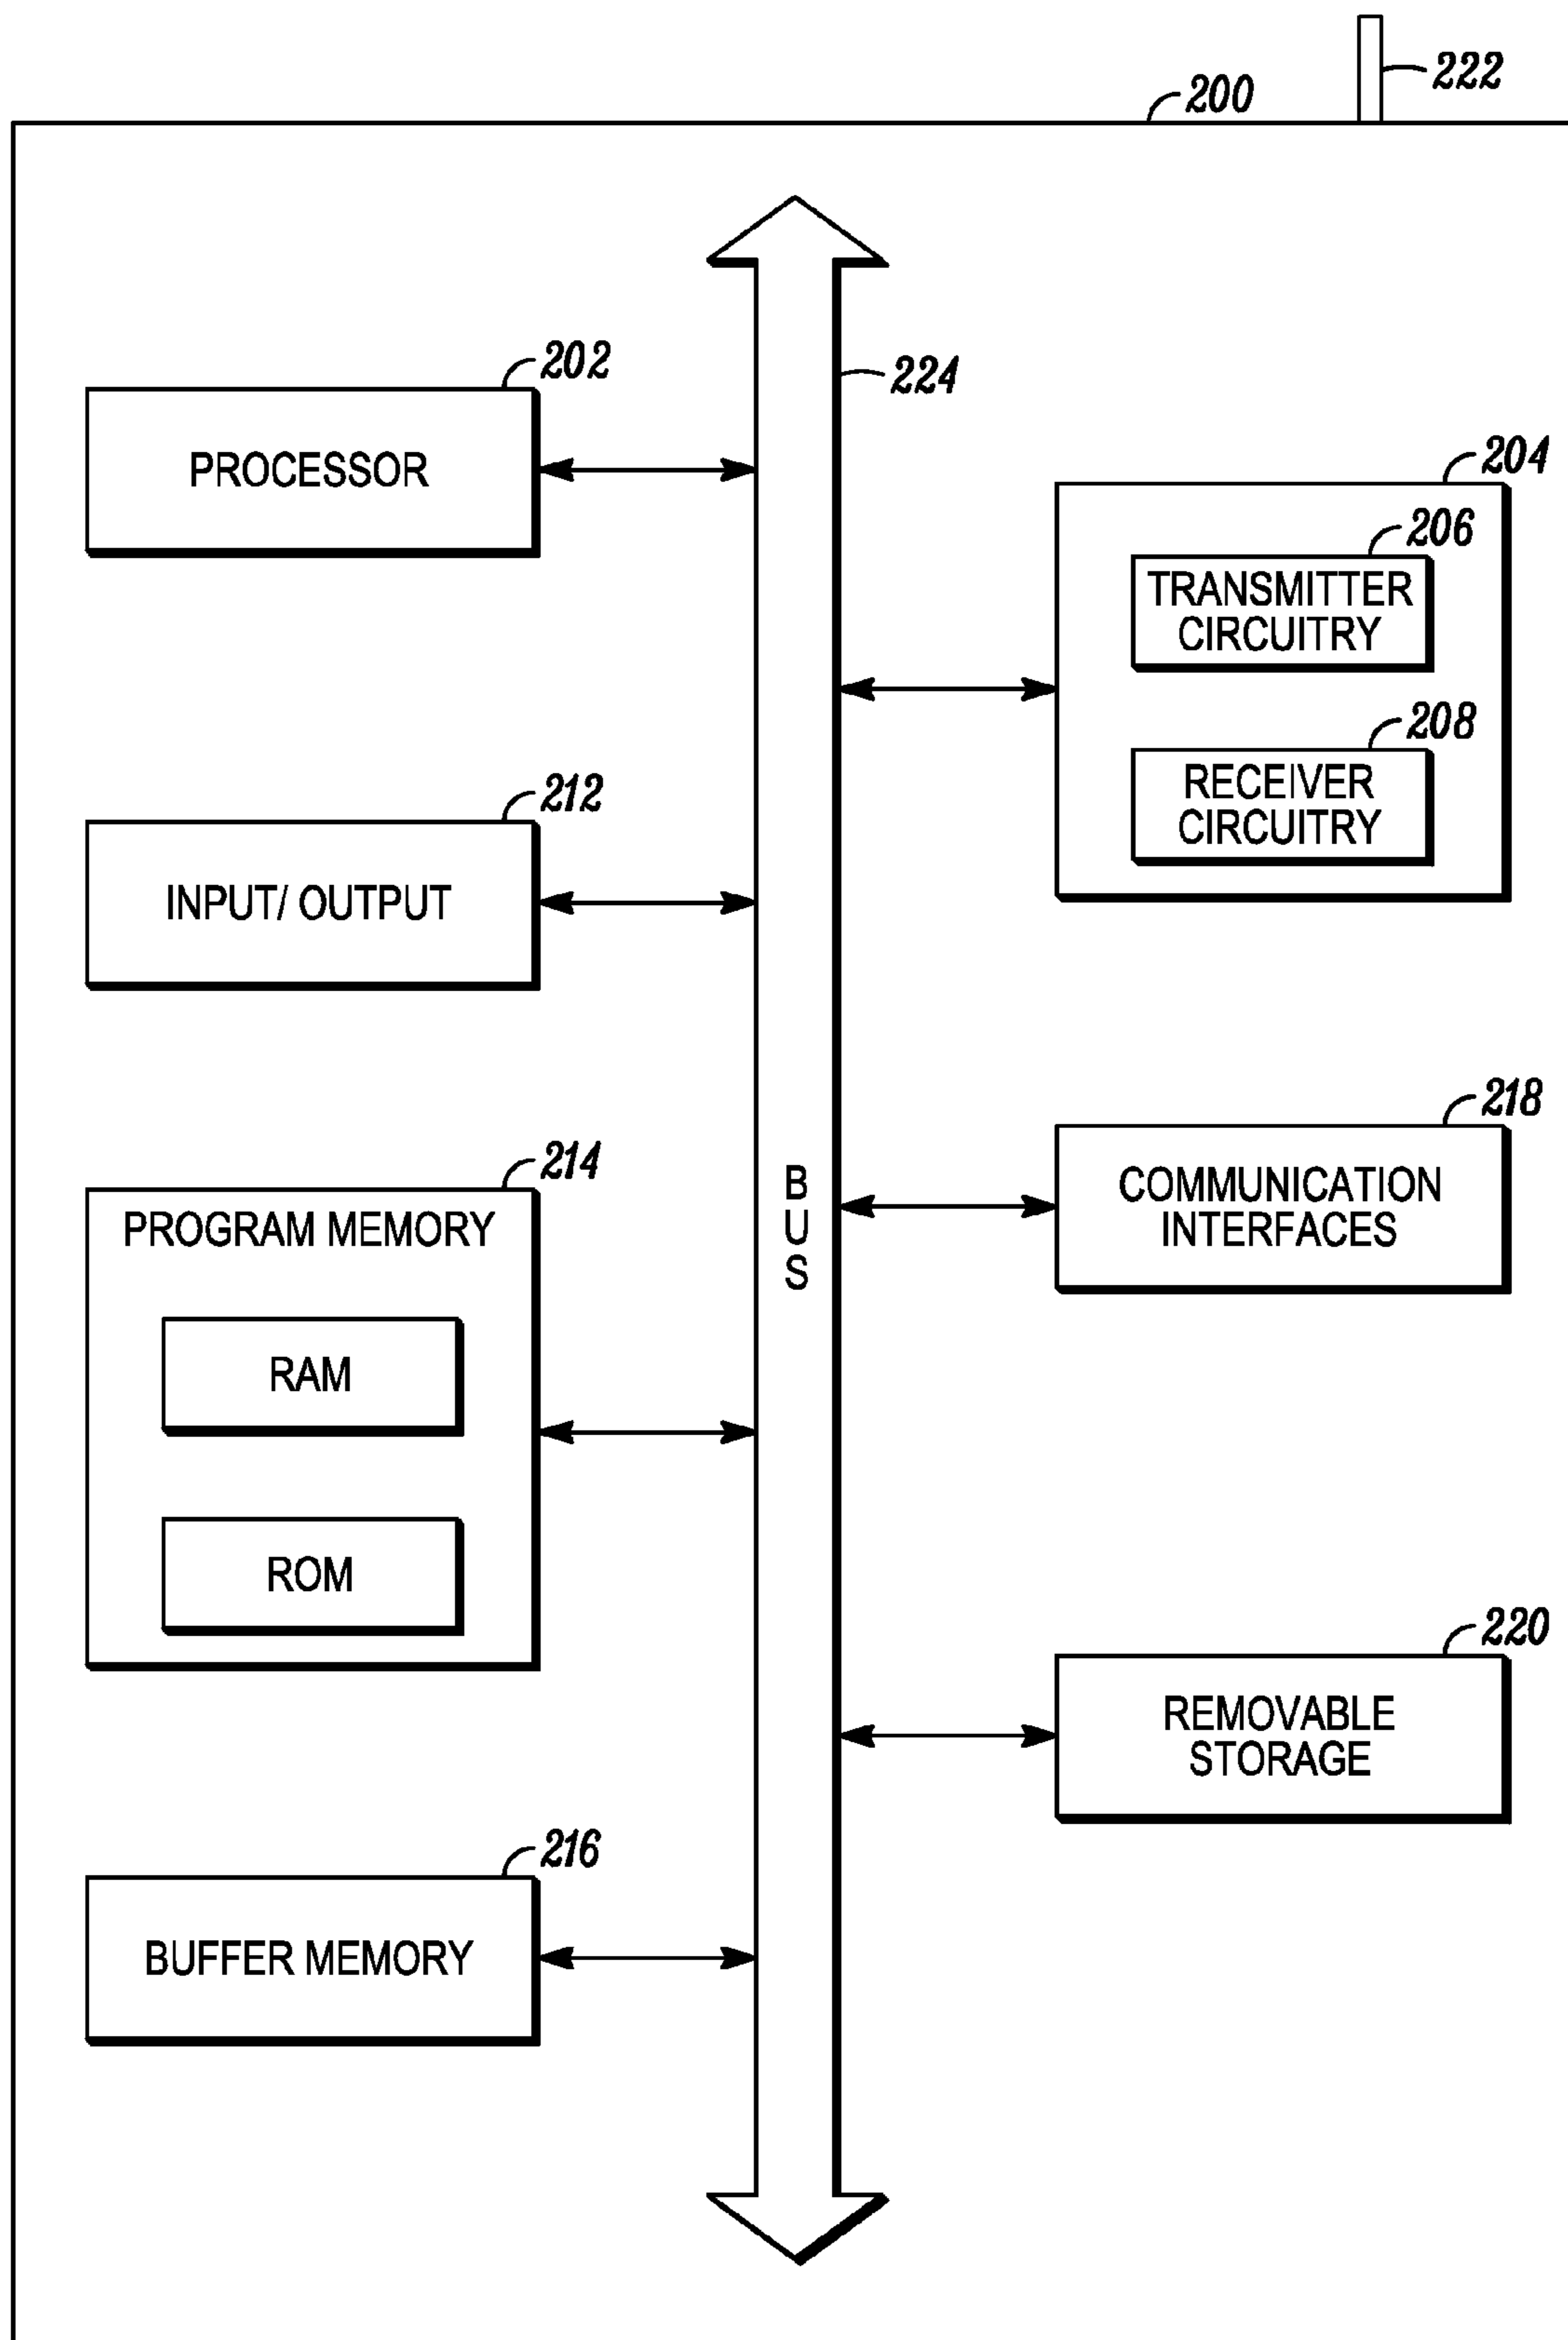 222
200
202
PROCESSOR
224
204
206
TRANSMITTER
CIRCUITRY
208
RECEIVER
CIRCUITRY
212
INPUT/ OUTPUT
214
PROGRAM MEMORY
RAM
ROM
B
U
S
218
COMMUNICATION
INTERFACES
220
REMOVABLE
STORAGE
216
BUFFER MEMORY